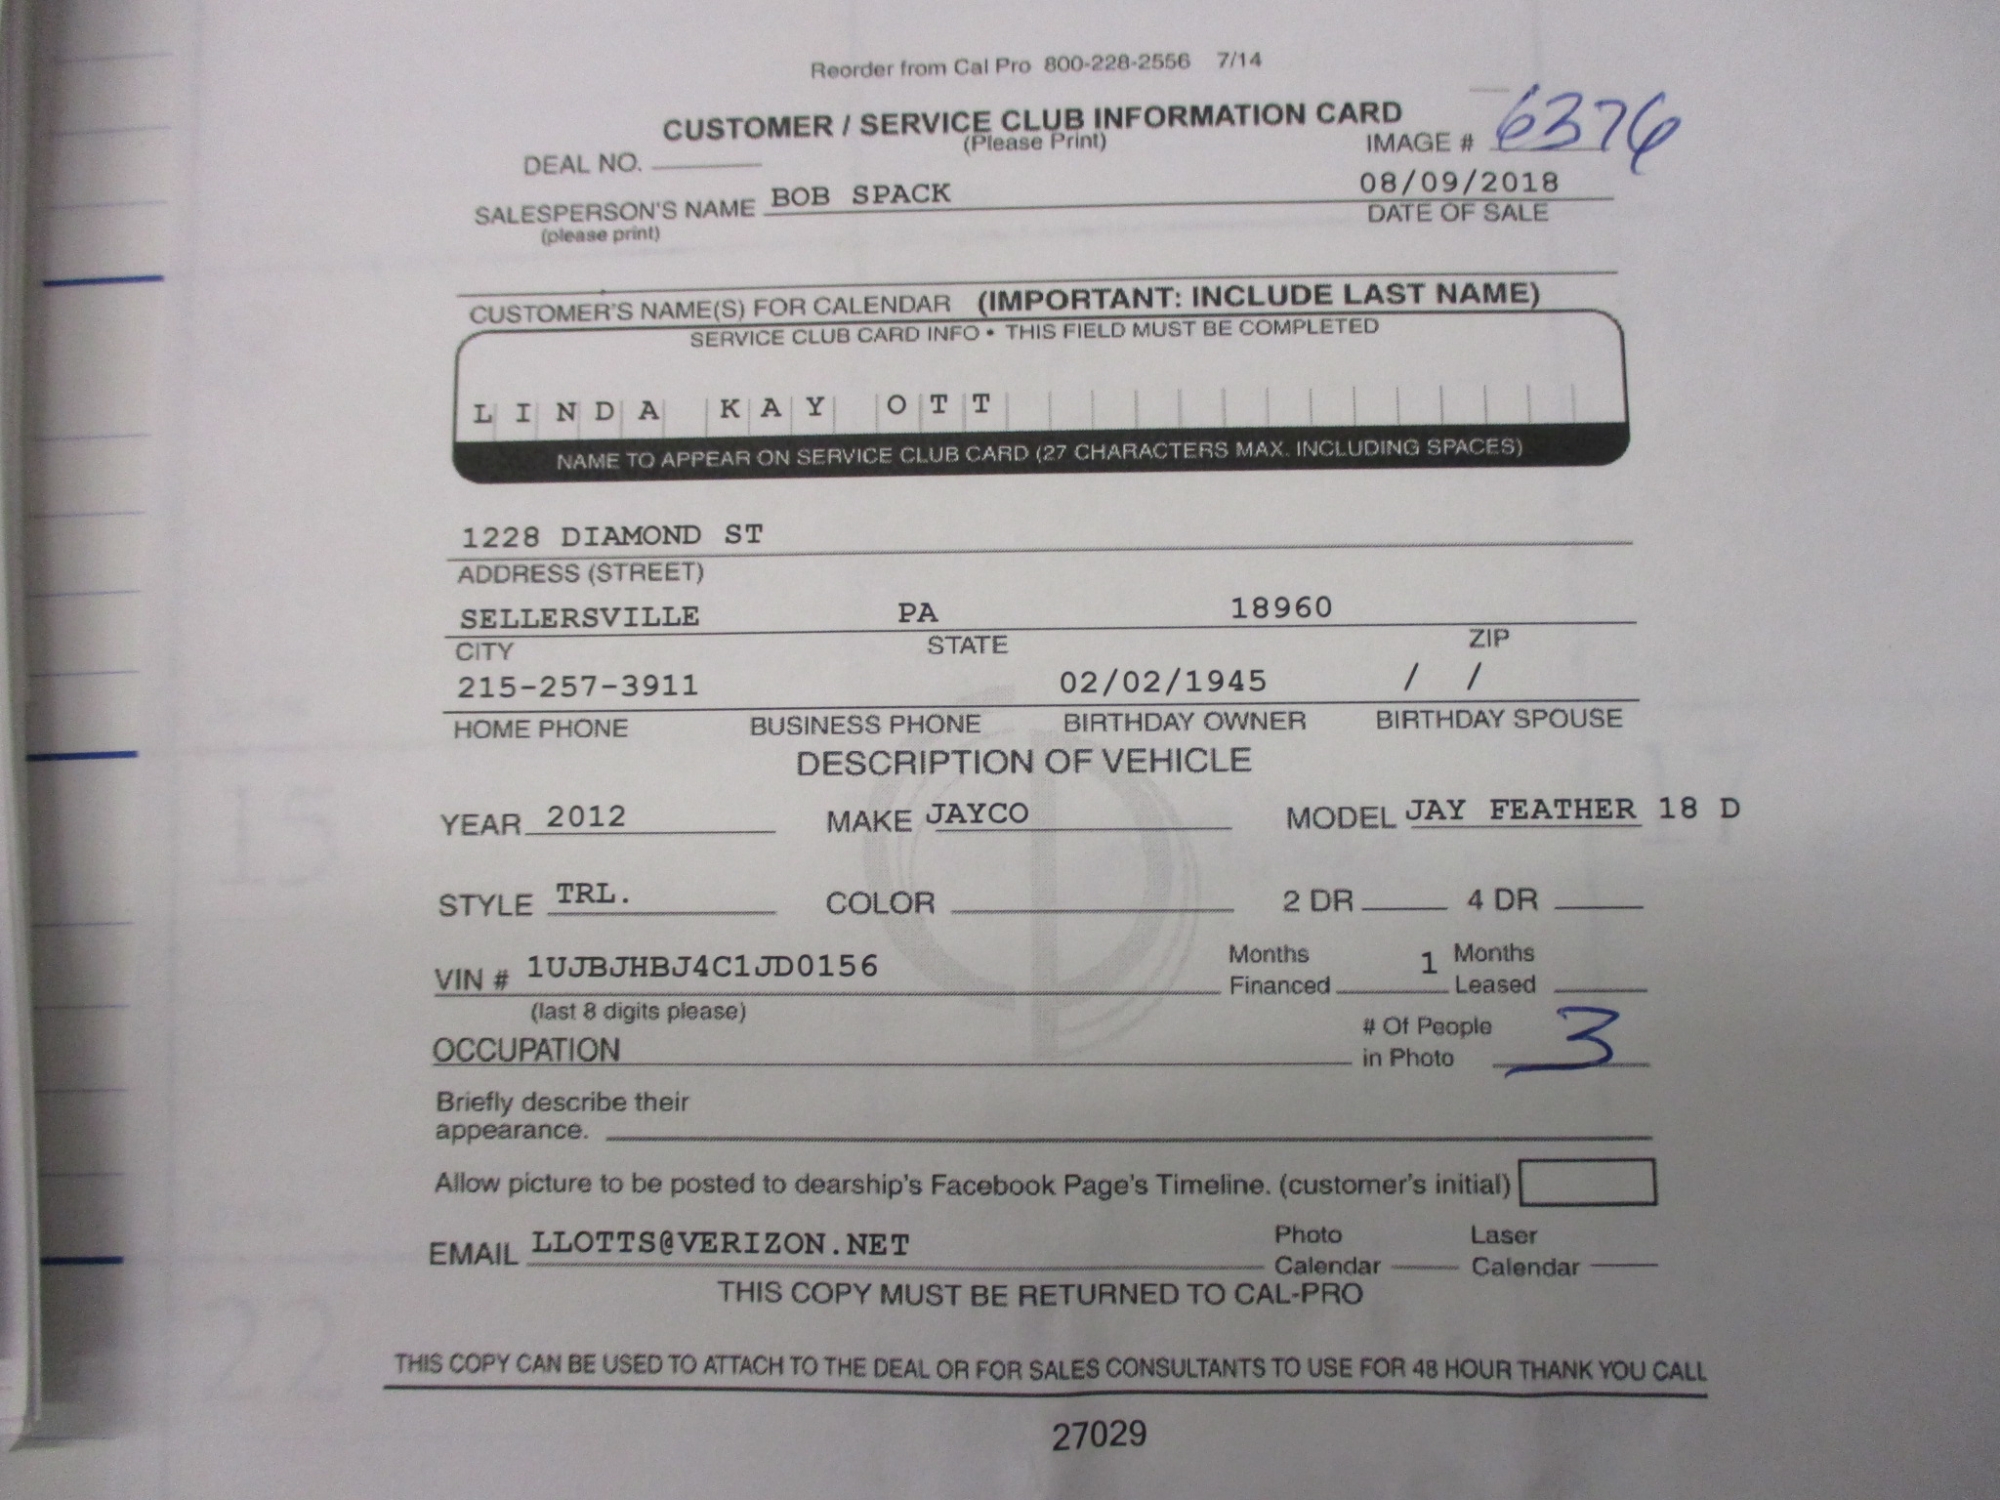 Reorder from Cal Pro 800-228-2556 7/14
CUSTOMER / SERVICE CLUB INFORMATION CARD
(Please Print)
DEAL NO. IMAGE # 6376
SALESPERSON'S NAME BOB SPACK 08/09/2018
(please print) DATE OF SALE
CUSTOMER'S NAME(S) FOR CALENDAR (IMPORTANT: INCLUDE LAST NAME)
SERVICE CLUB CARD INFO • THIS FIELD MUST BE COMPLETED
LINDA KAY OTT
NAME TO APPEAR ON SERVICE CLUB CARD (27 CHARACTERS MAX. INCLUDING SPACES)
1228 DIAMOND ST
ADDRESS (STREET)
SELLERSVILLE PA 18960
CITY STATE ZIP
215-257-3911 02/02/1945 / /
HOME PHONE BUSINESS PHONE BIRTHDAY OWNER BIRTHDAY SPOUSE
DESCRIPTION OF VEHICLE
YEAR 2012 MAKE JAYCO MODEL JAY FEATHER 18 D
STYLE TRL. COLOR 2 DR 4 DR
VIN # 1UJBJHBJ4C1JD0156 Months Financed 1 Months Leased
(last 8 digits please)
OCCUPATION # Of People in Photo 3
Briefly describe their
appearance.
Allow picture to be posted to dearship's Facebook Page's Timeline. (customer's initial)
EMAIL LLOTTS@VERIZON.NET Photo Calendar Laser Calendar
THIS COPY MUST BE RETURNED TO CAL-PRO
THIS COPY CAN BE USED TO ATTACH TO THE DEAL OR FOR SALES CONSULTANTS TO USE FOR 48 HOUR THANK YOU CALL
27029
15
17
22